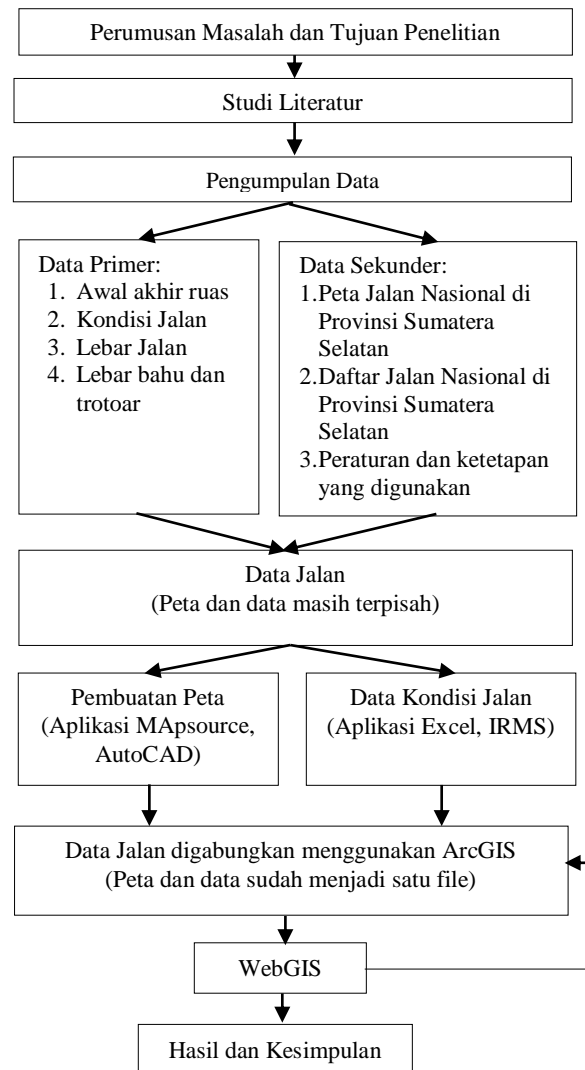 Perumusan Masalah dan Tujuan Penelitian
Studi Literatur
Pengumpulan Data
Data Primer:
1. Awal akhir ruas
2. Kondisi Jalan
3. Lebar Jalan
4. Lebar bahu dan
trotoar
Data Sekunder:
1.Peta Jalan Nasional di
Provinsi Sumatera
Selatan
2.Daftar Jalan Nasional di
Provinsi Sumatera
Selatan
3.Peraturan dan ketetapan
yang digunakan
Data Jalan
(Peta dan data masih terpisah)
Pembuatan Peta
(Aplikasi MApsource,
AutoCAD)
Data Kondisi Jalan
(Aplikasi Excel, IRMS)
Data Jalan digabungkan menggunakan ArcGIS
(Peta dan data sudah menjadi satu file)
WebGIS
Hasil dan Kesimpulan